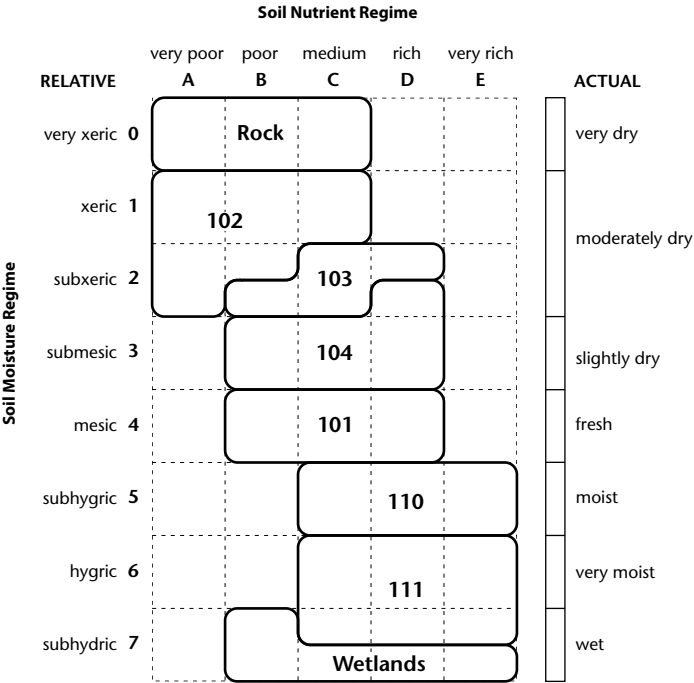 Soil Nutrient Regime
very poor poor medium rich very rich
RELATIVE A B C D E ACTUAL
very xeric 0 Rock very dry
xeric 1
102
moderately dry
subxeric 2 103
Soil Moisture Regime
submesic 3 104 slightly dry
mesic 4 101 fresh
subhygric 5 110 moist
hygric 6 very moist
111
subhydric 7 wet
Wetlands